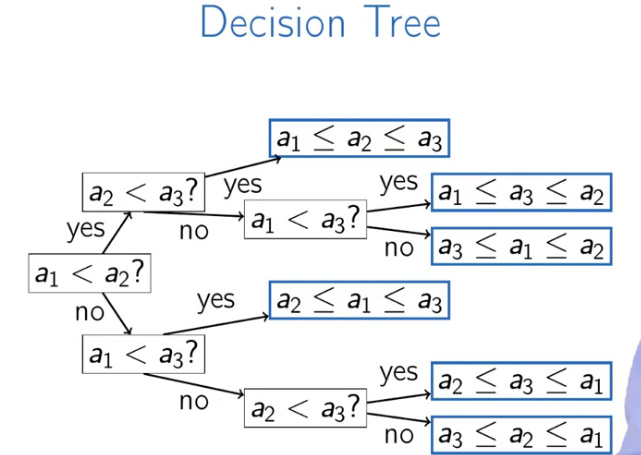 Decision Tree
a₁ ≤ a₂ ≤ a₃
a₂ < a₃?
yes
yes
a₁ ≤ a₃ ≤ a₂
a₁ < a₃?
yes
no
no
a₃ ≤ a₁ ≤ a₂
a₁ < a₂?
no
yes
a₂ ≤ a₁ ≤ a₃
a₁ < a₃?
yes
a₂ ≤ a₃ ≤ a₁
no
a₂ < a₃?
no
a₃ ≤ a₂ ≤ a₁